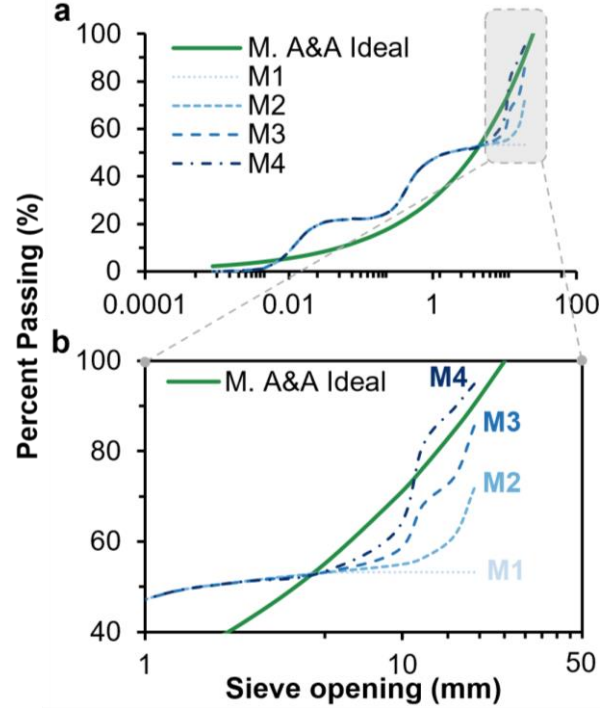 a
100
80
60
40
20
0
M. A&A Ideal
M1
M2
M3
M4
0.0001
0.01
1
100
Percent Passing (%)
b
100
80
60
40
M. A&A Ideal
M4
M3
M2
M1
1
10
50
Sieve opening (mm)